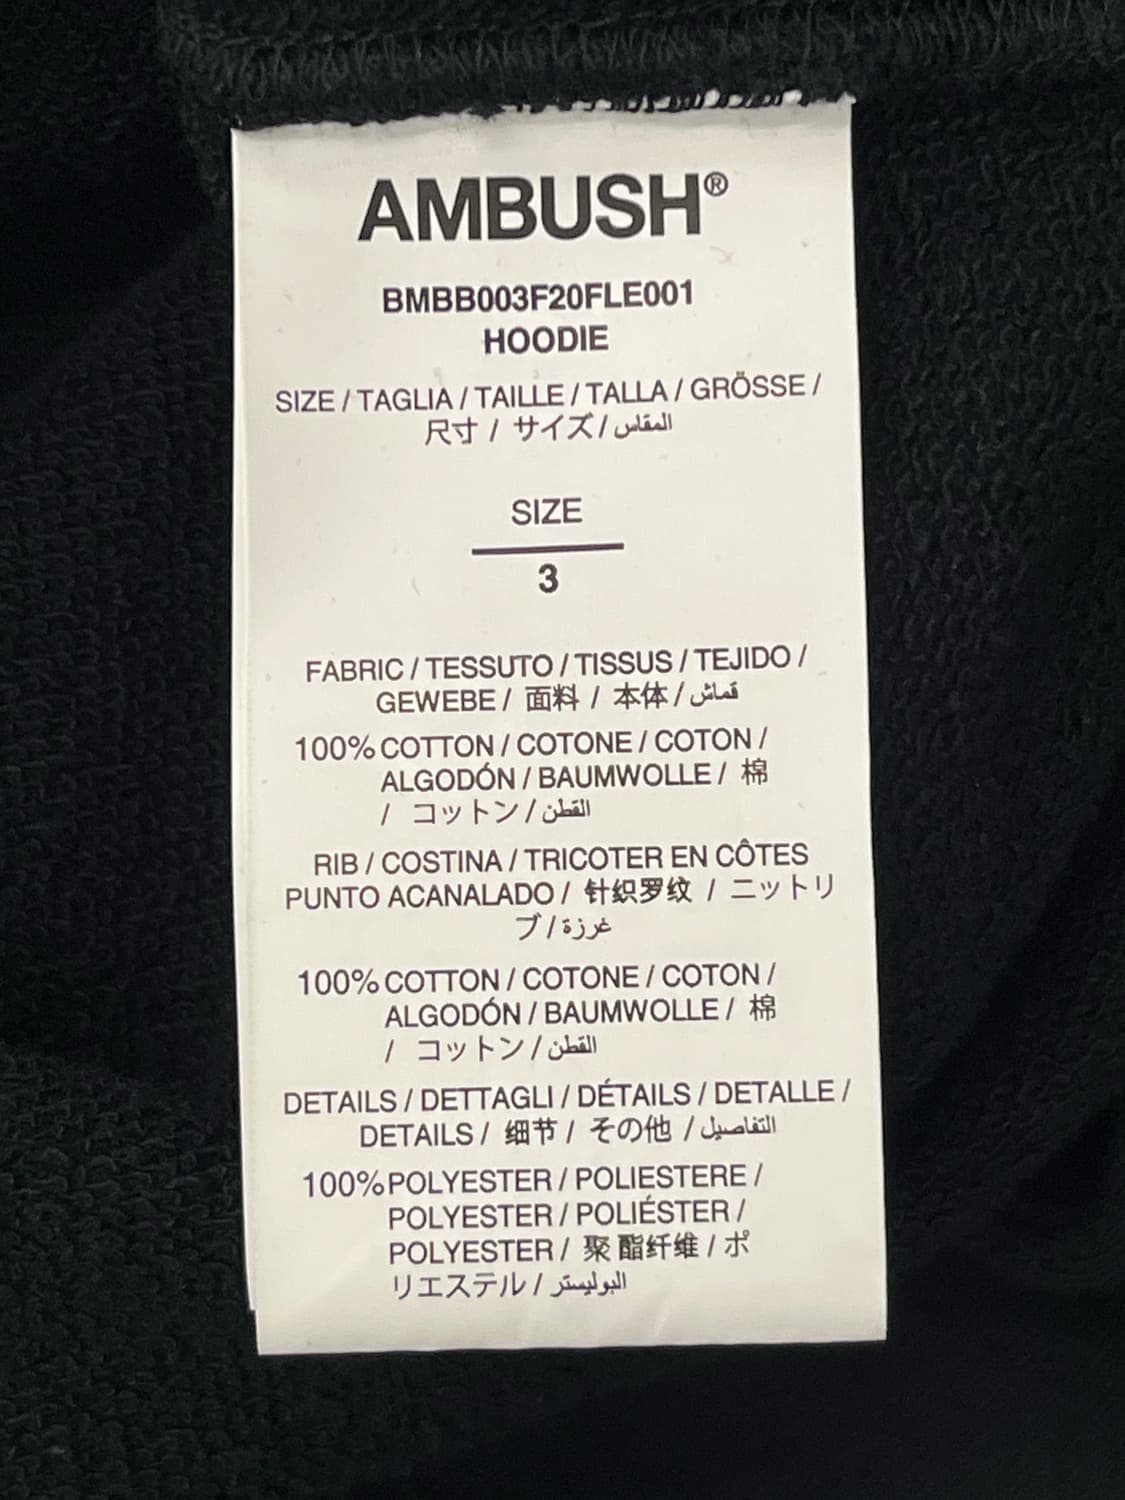 AMBUSH®
BMBB003F20FLE001
HOODIE
SIZE / TAGLIA / TAILLE / TALLA / GRÖSSE /
尺寸 / サイズ / المقاس
SIZE
3
FABRIC / TESSUTO / TISSUS / TEJIDO /
GEWEBE / 面料 / 本体 / قماش
100% COTTON / COTONE / COTON /
ALGODÓN / BAUMWOLLE / 棉
/ コットン / القطن
RIB / COSTINA / TRICOTER EN CÔTES
PUNTO ACANALADO / 针织罗纹 / ニットリ
ブ / غرزة
100% COTTON / COTONE / COTON /
ALGODÓN / BAUMWOLLE / 棉
/ コットン / القطن
DETAILS / DETTAGLI / DÉTAILS / DETALLE /
DETAILS / 细节 / その他 / التفاصيل
100% POLYESTER / POLIESTERE /
POLYESTER / POLIÉSTER /
POLYESTER / 聚酯纤维 / ポ
リエステル / البوليستر